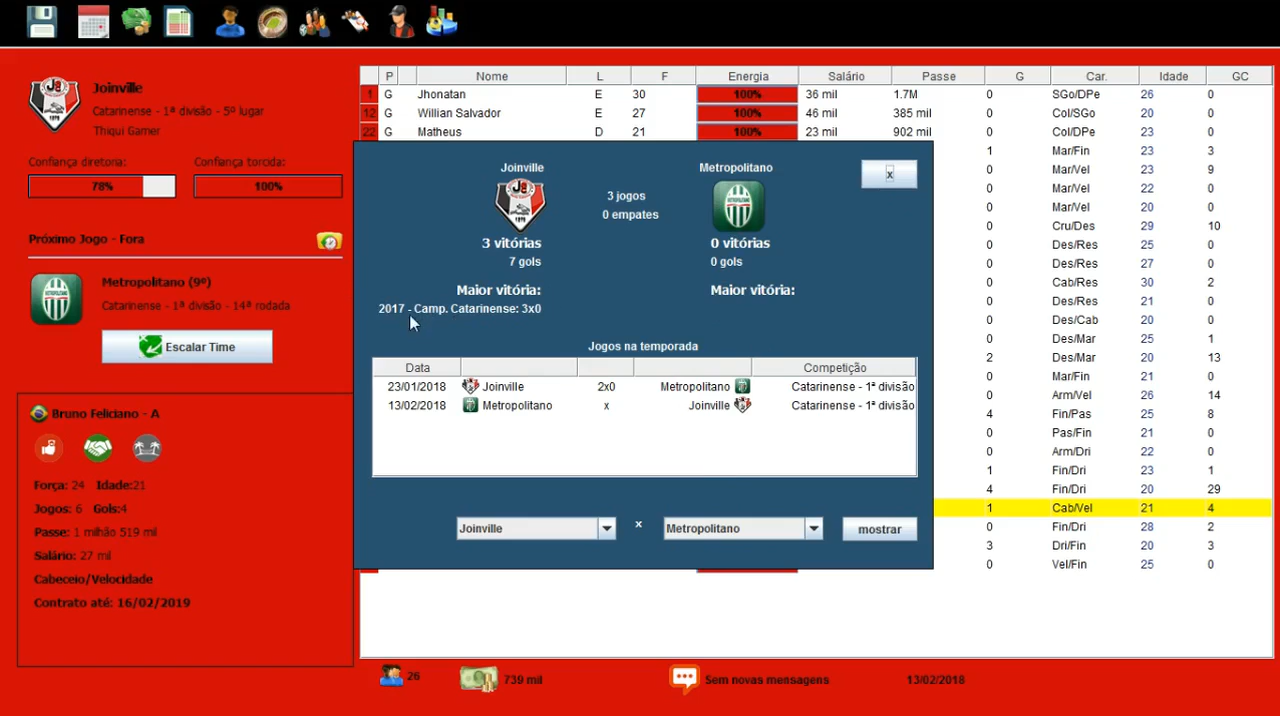 Joinville
Catarinense - 1ª divisão - 5º lugar
Thiqui Gamer
Confiança diretoria:
Confiança torcida:
78%
100%
Próximo Jogo - Fora
Metropolitano (9º)
Catarinense - 1ª divisão - 14ª rodada
Escalar Time
Bruno Feliciano - A
Força: 24 Idade:21
Jogos: 6 Gols:4
Passe: 1 milhão 519 mil
Salário: 27 mil
Cabeceio/Velocidade
Contrato até: 16/02/2019
P Nome L F Energia Salário Passe G Car. Idade GC
1 G Jhonatan E 30 100% 36 mil 1.7M 0 SGo/DPe 26 0
12 G Willian Salvador E 27 100% 46 mil 385 mil 0 Col/SGo 23 0
22 G Matheus D 21 100% 23 mil 902 mil 0 Col/DPe 23 0
1 Mar/Fin 23 3
0 Mar/Vel 23 9
0 Mar/Vel 22 0
0 Mar/Vel 20 0
0 Cru/Des 29 10
0 Des/Res 25 0
0 Des/Res 27 0
0 Cab/Res 30 2
0 Des/Res 21 0
0 Des/Cab 20 0
0 Des/Mar 25 1
2 Des/Mar 20 13
0 Mar/Fin 21 0
0 Arm/Vel 26 14
4 Fin/Pas 25 8
0 Pas/Fin 21 0
0 Arm/Dri 22 0
1 Fin/Dri 23 1
4 Fin/Dri 20 29
1 Cab/Vel 21 4
0 Fin/Dri 28 2
3 Dri/Fin 20 3
0 Vel/Fin 25 0
Joinville
Metropolitano
x
3 jogos
0 empates
3 vitórias
0 vitórias
7 gols
0 gols
Maior vitória:
Maior vitória:
2017 - Camp. Catarinense: 3x0
Jogos na temporada
Data Competição
23/01/2018 Joinville 2x0 Metropolitano Catarinense - 1ª divisão
13/02/2018 Metropolitano x Joinville Catarinense - 1ª divisão
Joinville x Metropolitano mostrar
26
739 mil
Sem novas mensagens
13/02/2018